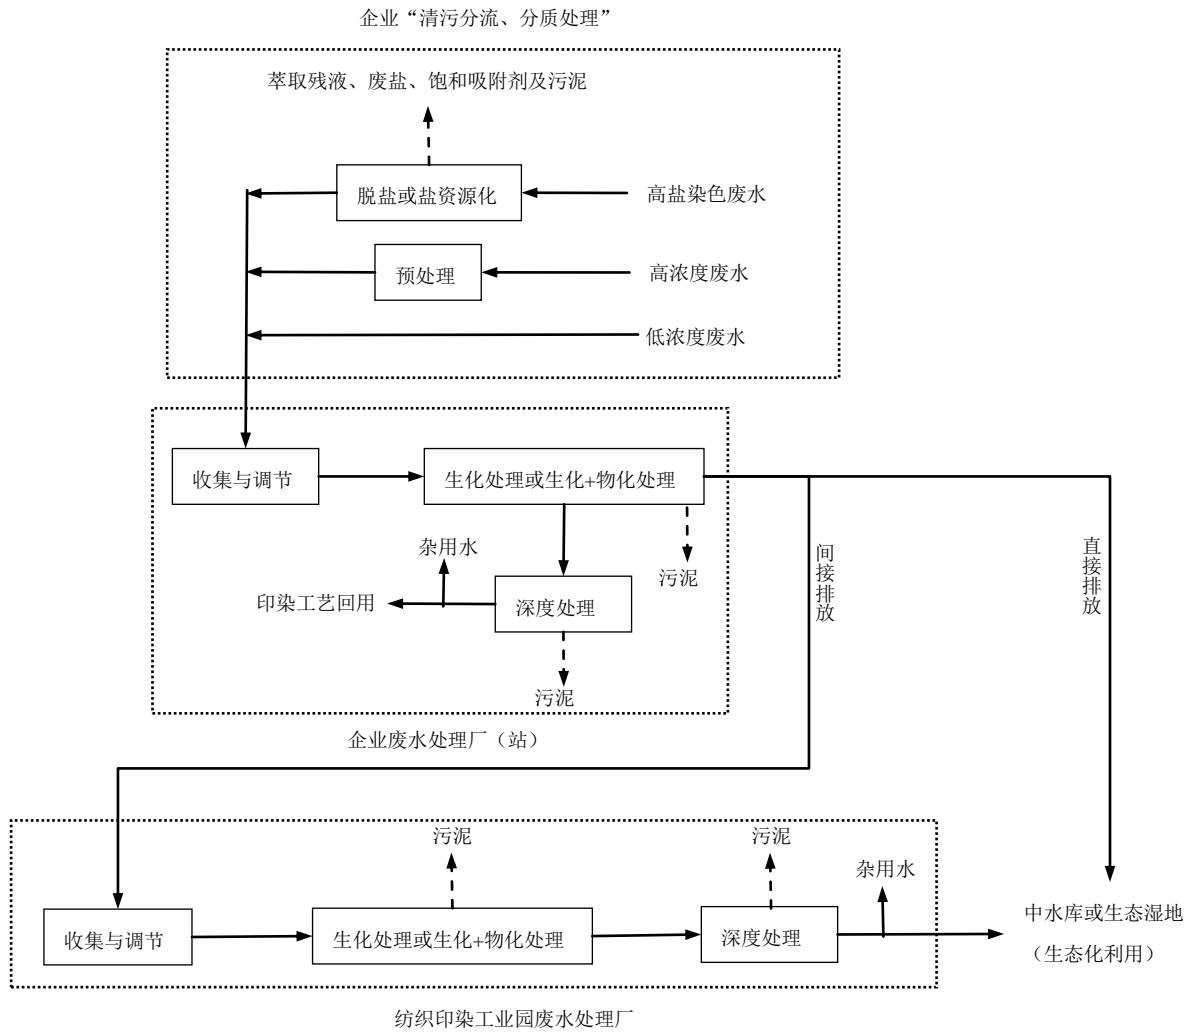 企业“清污分流、分质处理”
萃取残液、废盐、饱和吸附剂及污泥
脱盐或盐资源化
高盐染色废水
预处理
高浓度废水
低浓度废水
收集与调节
生化处理或生化+物化处理
杂用水
污泥
间接排放
直接排放
印染工艺回用
深度处理
污泥
企业废水处理厂（站）
污泥
污泥
杂用水
收集与调节
生化处理或生化+物化处理
深度处理
中水库或生态湿地
（生态化利用）
纺织印染工业园废水处理厂